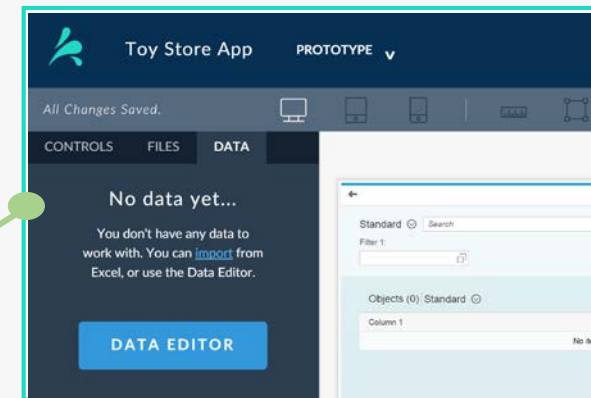 Toy Store App PROTOTYPE
All Changes Saved.
CONTROLS FILES DATA
No data yet...
You don't have any data to
work with. You can import from
Excel, or use the Data Editor.
DATA EDITOR
Standard Search
Filter 1:
Objects (0) Standard
Column 1
No